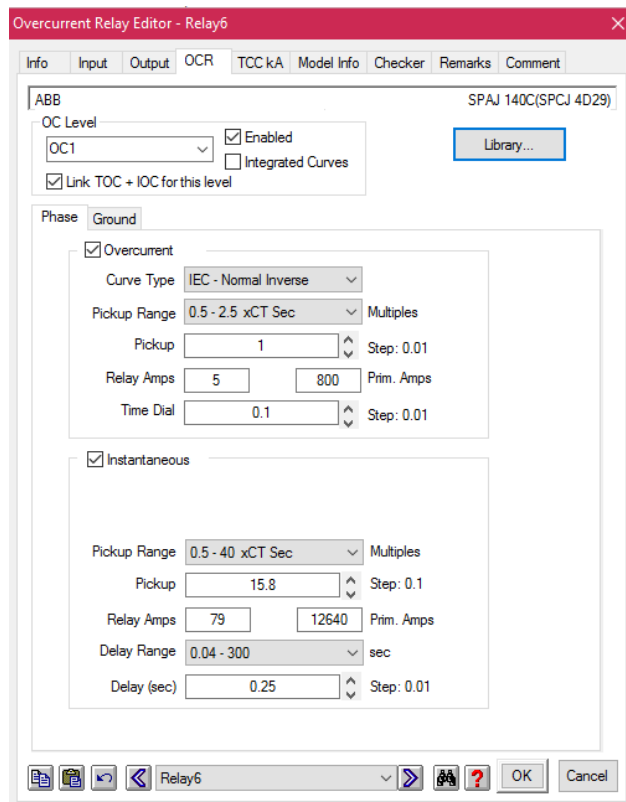 Overcurrent Relay Editor - Relay6
Info Input Output OCR TCC kA Model Info Checker Remarks Comment
ABB SPAJ 140C(SPCJ 4D29)
OC Level
OC1 Enabled
Integrated Curves
Link TOC + IOC for this level
Library...
Phase Ground
Overcurrent
Curve Type IEC - Normal Inverse
Pickup Range 0.5 - 2.5 xCT Sec Multiples
Pickup 1 Step: 0.01
Relay Amps 5 800 Prim. Amps
Time Dial 0.1 Step: 0.01
Instantaneous
Pickup Range 0.5 - 40 xCT Sec Multiples
Pickup 15.8 Step: 0.1
Relay Amps 79 12640 Prim. Amps
Delay Range 0.04 - 300 sec
Delay (sec) 0.25 Step: 0.01
Relay6 ? OK Cancel